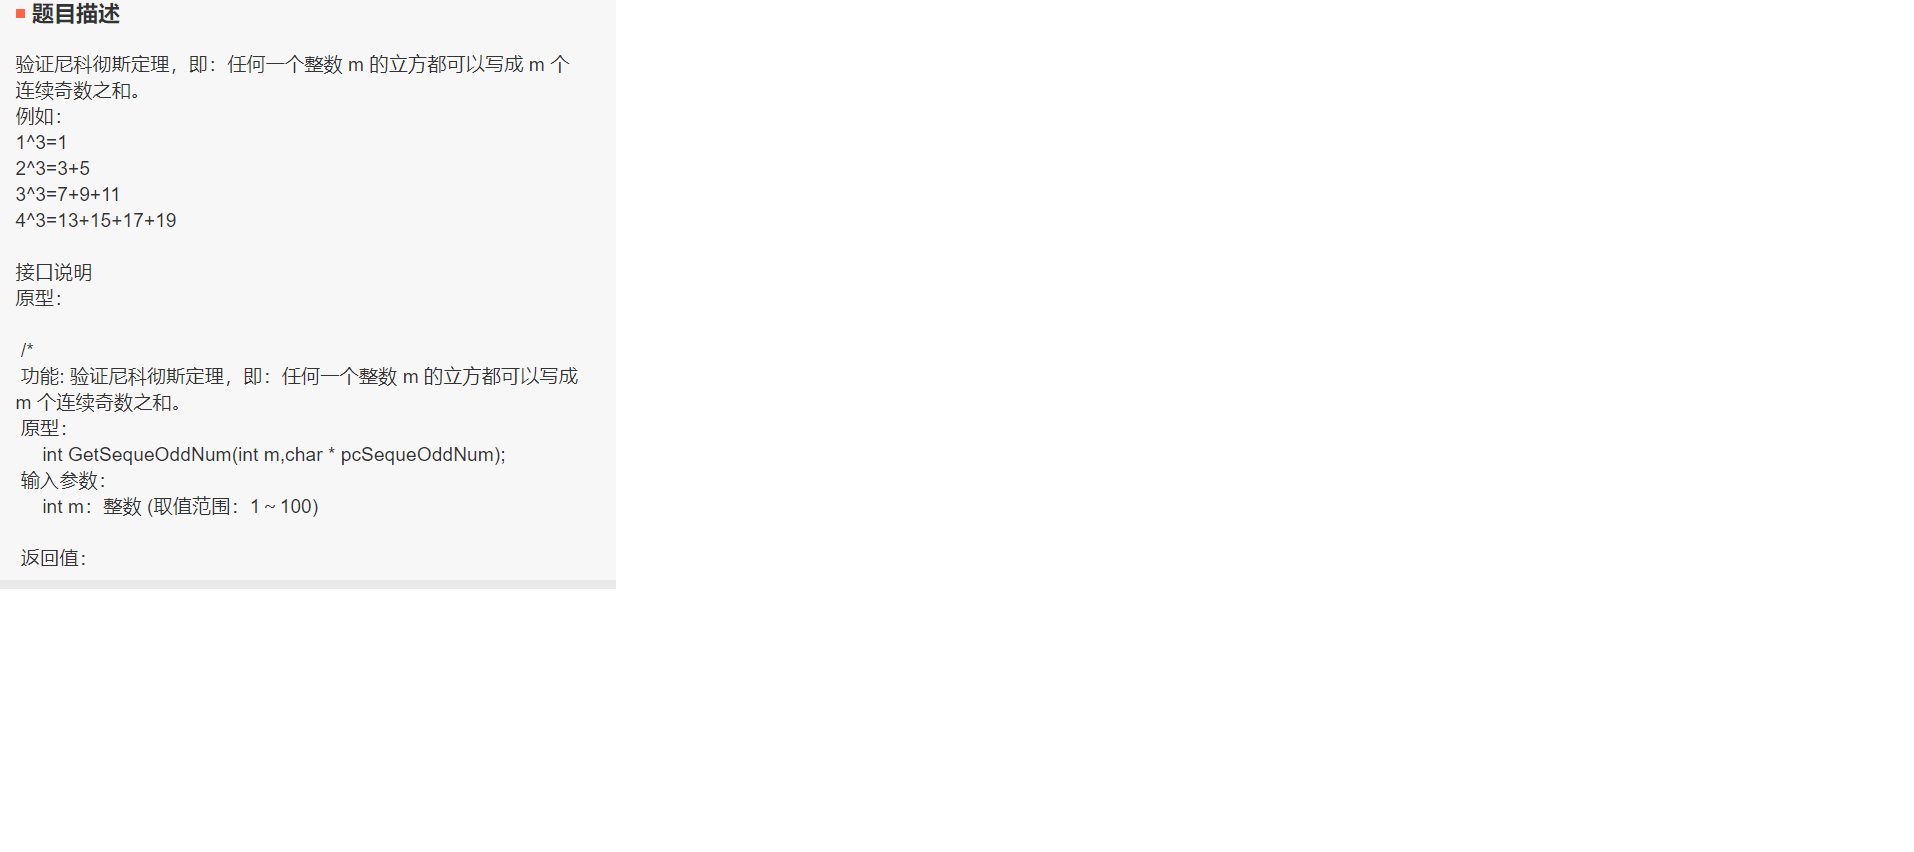 题目描述
验证尼科彻斯定理，即：任何一个整数 m 的立方都可以写成 m 个
连续奇数之和。
例如：
1^3=1
2^3=3+5
3^3=7+9+11
4^3=13+15+17+19
接口说明
原型：
/*
功能: 验证尼科彻斯定理，即：任何一个整数 m 的立方都可以写成
m 个连续奇数之和。
原型：
int GetSequeOddNum(int m,char * pcSequeOddNum);
输入参数：
int m：整数 (取值范围：1～100)
返回值：